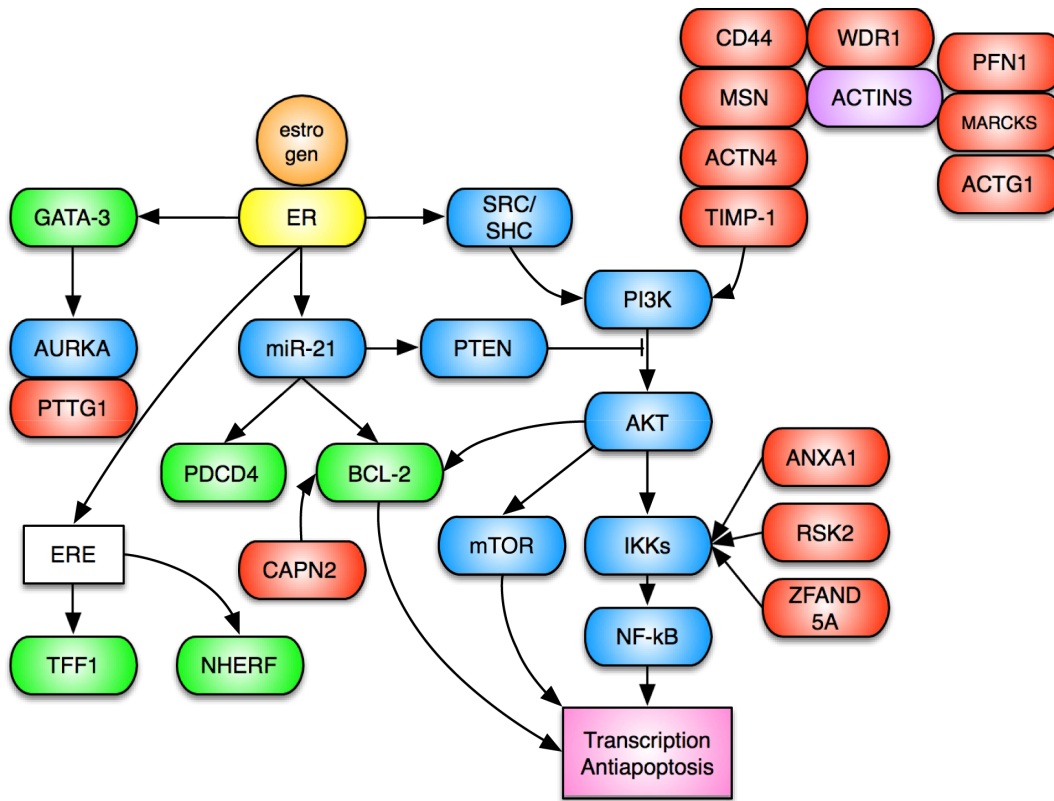 CD44
WDR1
PFN1
MSN
ACTINS
MARCKS
estro
gen
ACTN4
ACTG1
GATA-3
ER
SRC/
SHC
TIMP-1
PI3K
AURKA
miR-21
PTEN
PTTG1
AKT
PDCD4
BCL-2
ANXA1
ERE
CAPN2
mTOR
IKKs
RSK2
ZFAND
5A
TFF1
NHERF
NF-kB
Transcription
Antiapoptosis